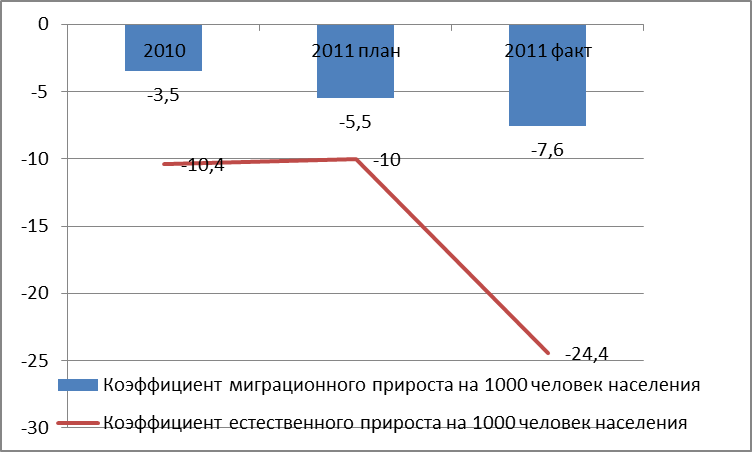 0
2010 2011 план 2011 факт
-5
-3,5 -5,5 -7,6
-10
-10,4 -10
-15
-20
-25
-24,4
Коэффициент миграционного прироста на 1000 человек населения
Коэффициент естественного прироста на 1000 человек населения
-30